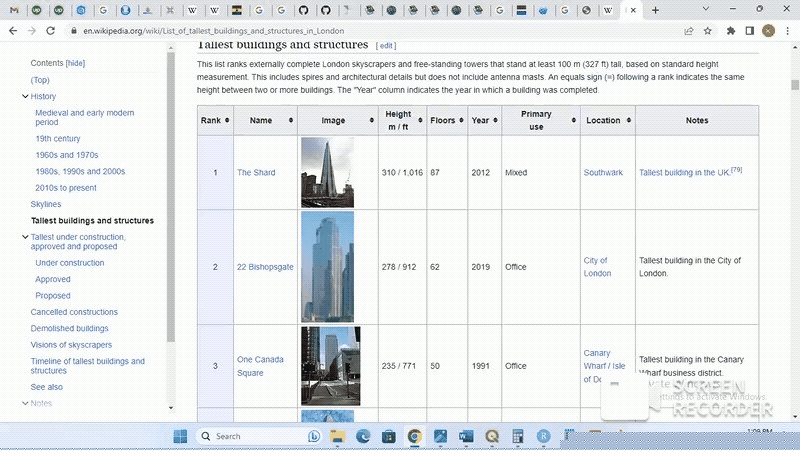 en.wikipedia.org/wiki/List_of_tallest_buildings_and_structures_in_London
Contents [hide]
(Top)
History
Medieval and early modern
period
19th century
1960s and 1970s
1980s, 1990s and 2000s
2010s to present
Skylines
Tallest buildings and structures
Tallest under construction,
approved and proposed
Under construction
Approved
Proposed
Cancelled constructions
Demolished buildings
Visions of skyscrapers
Timeline of tallest buildings and
structures
See also
Notes
Tallest buildings and structures [ edit ]
This list ranks externally complete London skyscrapers and free-standing towers that stand at least 100 m (327 ft) tall, based on standard height
measurement. This includes spires and architectural details but does not include antenna masts. An equals sign (=) following a rank indicates the same
height between two or more buildings. The "Year" column indicates the year in which a building was completed.
Rank Name Image Height m / ft Floors Year Primary use Location Notes
1 The Shard 310 / 1,016 87 2012 Mixed Southwark Tallest building in the UK.[79]
2 22 Bishopsgate 278 / 912 62 2019 Office City of London Tallest building in the City of London.
3 One Canada Square 235 / 771 50 1991 Office Canary Wharf / Isle of Tallest building in the Canary Wharf business district.
to activate Windows
SCREEN
RECORDER
Search
1:09 PM